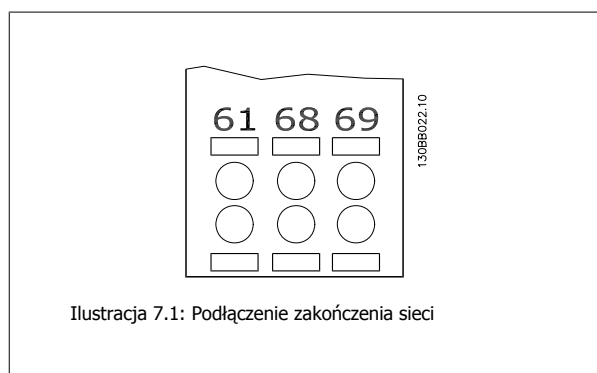 61 68 69
130BB022.10
Ilustracja 7.1: Podłączenie zakończenia sieci